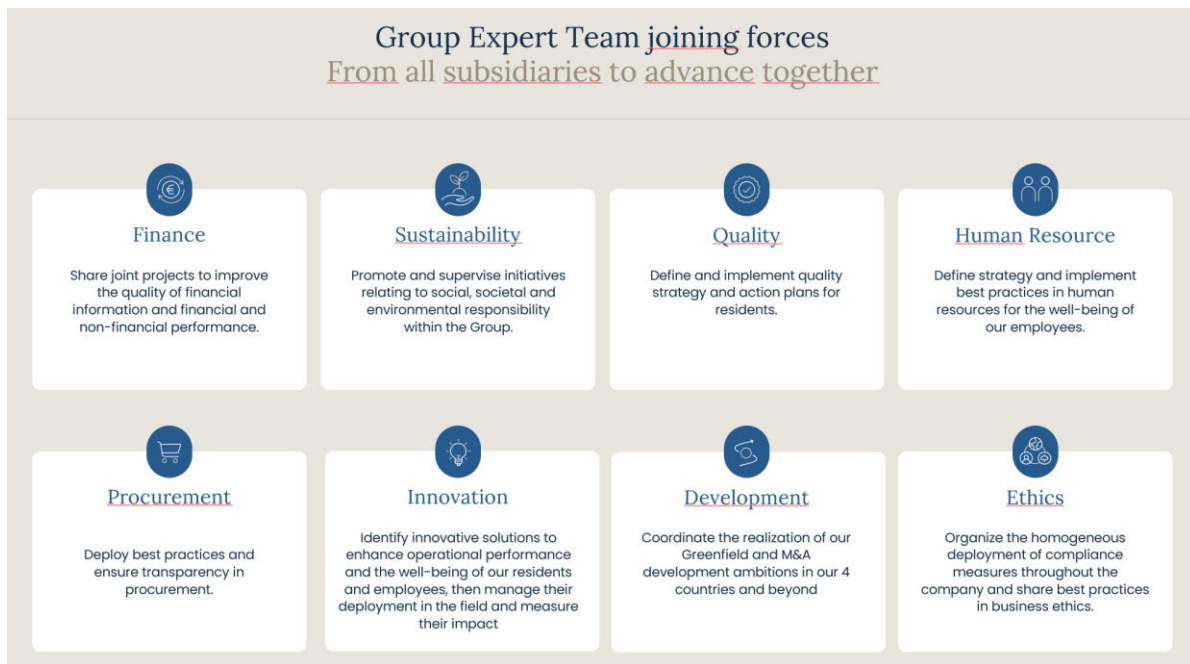 Group Expert Team joining forces
From all subsidiaries to advance together
€
Finance
Share joint projects to improve
the quality of financial
information and financial and
non-financial performance.
Sustainability
Promote and supervise initiatives
relating to social, societal and
environmental responsibility
within the Group.
Quality
Define and implement quality
strategy and action plans for
residents.
Human Resource
Define strategy and implement
best practices in human
resources for the well-being of
our employees.
Procurement
Deploy best practices and
ensure transparency in
procurement.
Innovation
Identify innovative solutions to
enhance operational performance
and the well-being of our residents
and employees, then manage their
deployment in the field and measure
their impact
Development
Coordinate the realization of our
Greenfield and M&A
development ambitions in our 4
countries and beyond
Ethics
Organize the homogeneous
deployment of compliance
measures throughout the
company and share best practices
in business ethics.